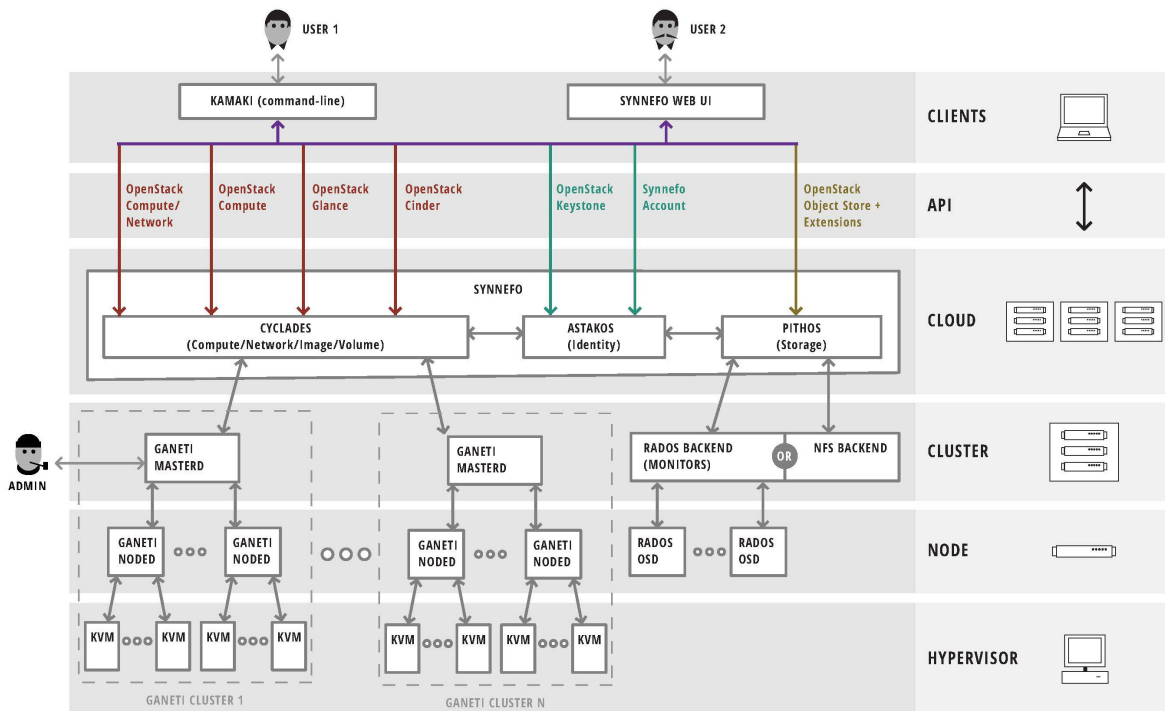 USER 1
USER 2
KAMAKI (command-line)
SYNNEFO WEB UI
CLIENTS
OpenStack
Compute/
Network
OpenStack
Compute
OpenStack
Glance
OpenStack
Cinder
OpenStack
Keystone
Synnefo
Account
OpenStack
Object Store +
Extensions
API
SYNNEFO
CYCLADES
(Compute/Network/Image/Volume)
ASTAKOS
(Identity)
PITHOS
(Storage)
CLOUD
ADMIN
GANETI
MASTERD
GANETI
MASTERD
RADOS BACKEND
(MONITORS)
OR
NFS BACKEND
CLUSTER
GANETI
NODED
GANETI
NODED
GANETI
NODED
GANETI
NODED
RADOS
OSD
RADOS
OSD
NODE
KVM
KVM
KVM
KVM
KVM
KVM
KVM
KVM
HYPERVISOR
GANETI CLUSTER 1
GANETI CLUSTER N